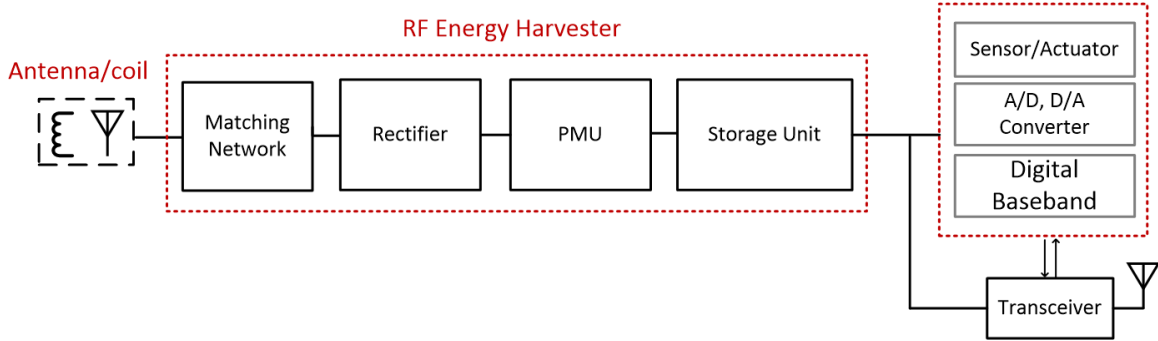 RF Energy Harvester
Antenna/coil
Matching
Network
Rectifier
PMU
Storage Unit
Sensor/Actuator
A/D, D/A
Converter
Digital
Baseband
Transceiver